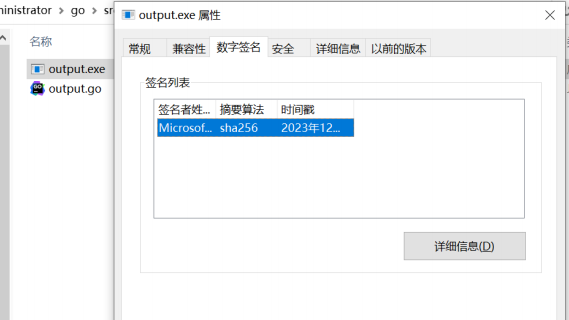 ministrator > go > sr
output.exe 属性
名称
output.exe
output.go
常规 兼容性 数字签名 安全 详细信息 以前的版本
签名列表
签名者姓... 摘要算法 时间戳
Microsof... sha256 2023年12...
详细信息(D)